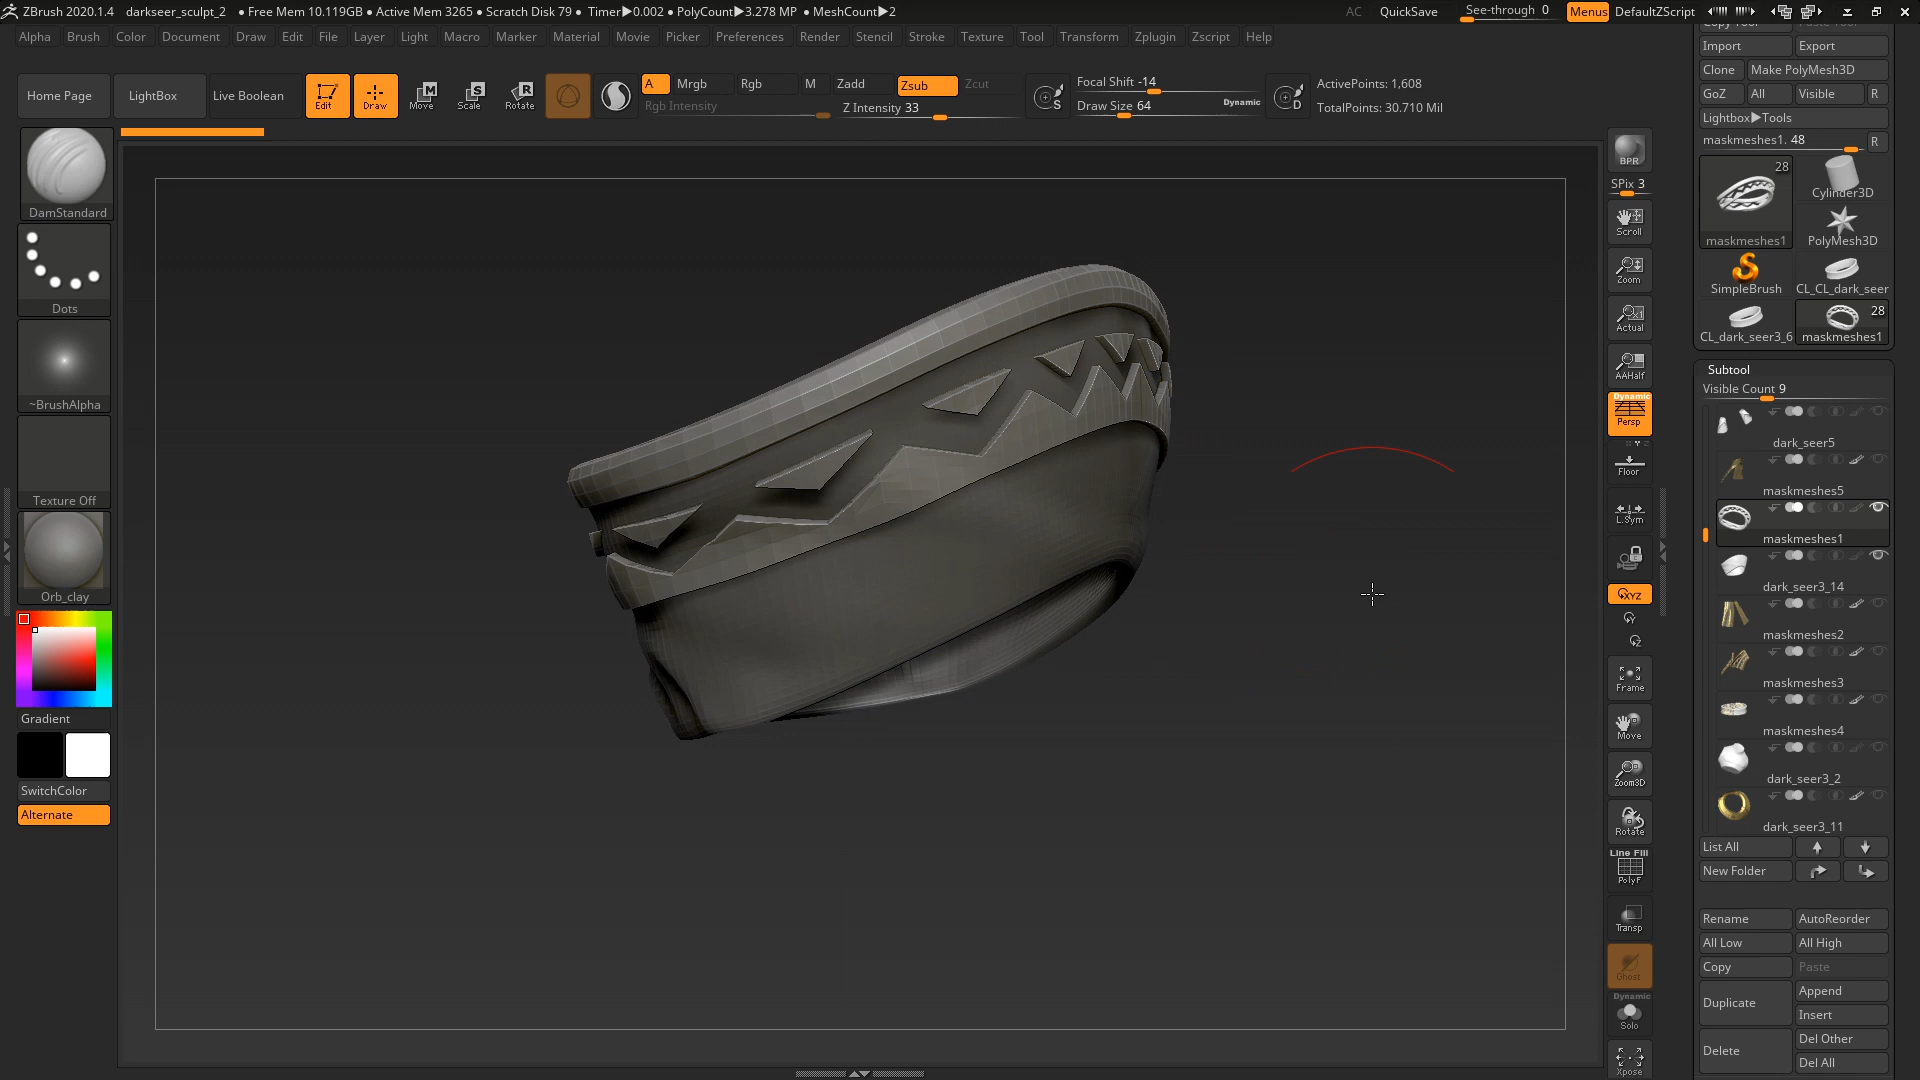 ZBrush 2020.1.4 darkseer_sculpt_2 • Free Mem 10.119GB • Active Mem 3265 • Scratch Disk 79 • Timer▶0.002 • PolyCount▶3.278 MP • MeshCount▶2 AC QuickSave See-through 0 Menus DefaultZScript
Alpha Brush Color Document Draw Edit File Layer Light Macro Marker Material Movie Picker Preferences Render Stencil Stroke Texture Tool Transform Zplugin Zscript Help
Home Page LightBox Live Boolean Edit Draw Move Scale Rotate
A Mrgb Rgb M Zadd Zsub Zcut
Rgb Intensity Z Intensity 33
Focal Shift -14
Draw Size 64 Dynamic
S D
ActivePoints: 1,608
TotalPoints: 30.710 Mil
DamStandard
Dots
~BrushAlpha
Texture Off
Orb_clay
Gradient
SwitchColor
Alternate
BPR
SPix 3
Scroll
Zoom
Actual
AAHalf
Dynamic
Persp
Floor
L.Sym
XYZ
Y
Z
Frame
Move
Zoom3D
Rotate
Line Fill
PolyF
Transp
Ghost
Dynamic
Solo
Xpose
Copy Tool
Import Export
Clone Make PolyMesh3D
GoZ All Visible R
Lightbox▶Tools
maskmeshes1. 48 R
28
maskmeshes1
Cylinder3D
PolyMesh3D
SimpleBrush CL_CL_dark_seer
28
CL_dark_seer3_6 maskmeshes1
Subtool
Visible Count 9
dark_seer5
maskmeshes5
maskmeshes1
dark_seer3_14
maskmeshes2
maskmeshes3
maskmeshes4
dark_seer3_2
dark_seer3_11
List All
New Folder
Rename AutoReorder
All Low All High
Copy Paste
Duplicate Append
Insert
Delete Del Other
Del All